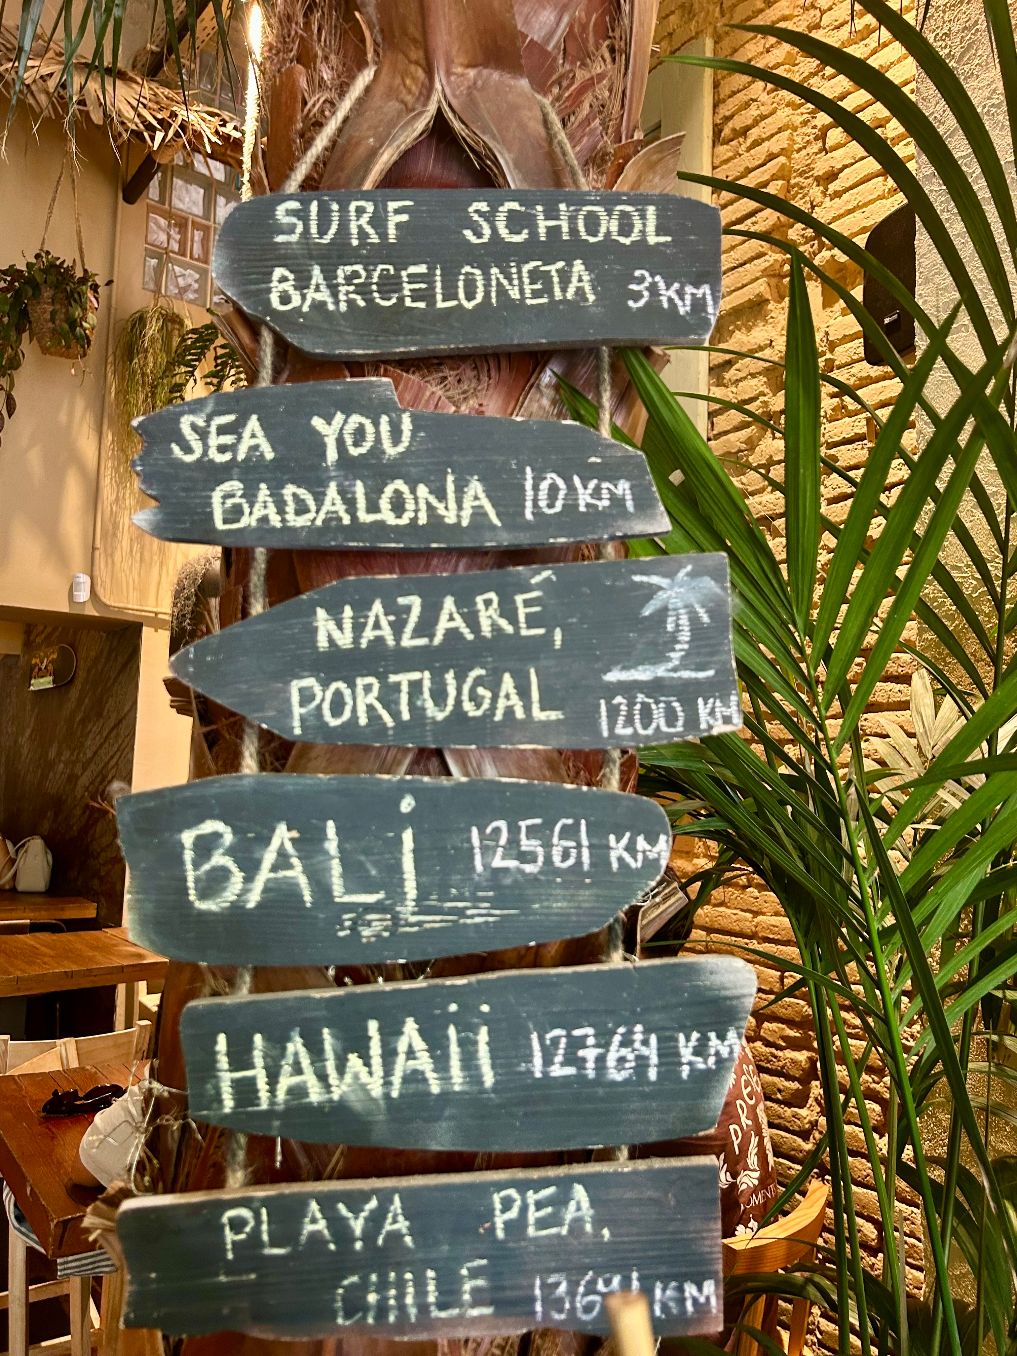 SURF SCHOOL
BARCELONETA 3KM
SEA YOU
BADALONA 10KM
NAZARÉ,
PORTUGAL 1200 KM
BALi 12561 KM
HAWAii 12764 KM
PLAYA PEA,
CHILE KM